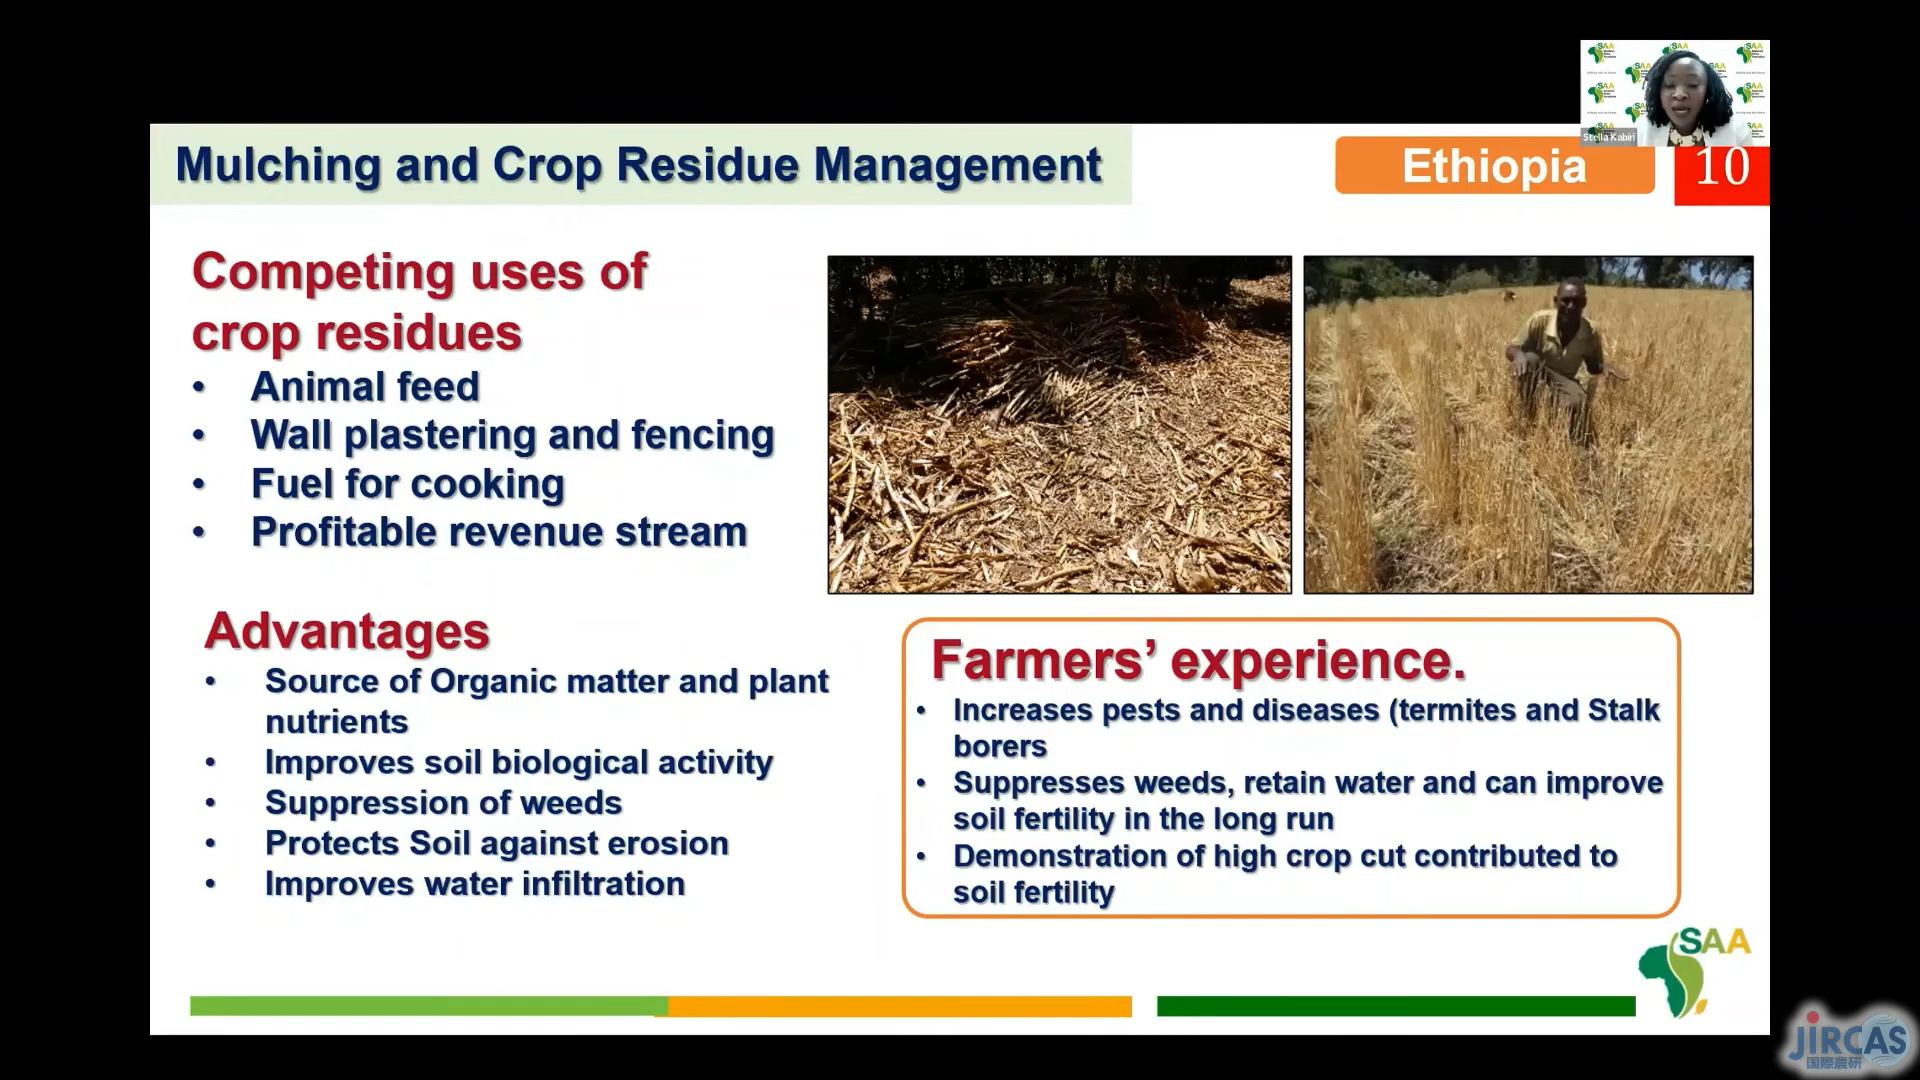 Mulching and Crop Residue Management
Ethiopia
10
SAA
SAA
SAA
SAA
Stella Kabiri
Competing uses of
crop residues
• Animal feed
• Wall plastering and fencing
• Fuel for cooking
• Profitable revenue stream
Advantages
• Source of Organic matter and plant
nutrients
• Improves soil biological activity
• Suppression of weeds
• Protects Soil against erosion
• Improves water infiltration
Farmers’ experience.
• Increases pests and diseases (termites and Stalk
borers
• Suppresses weeds, retain water and can improve
soil fertility in the long run
• Demonstration of high crop cut contributed to
soil fertility
SAA
JIRCAS
国際農研